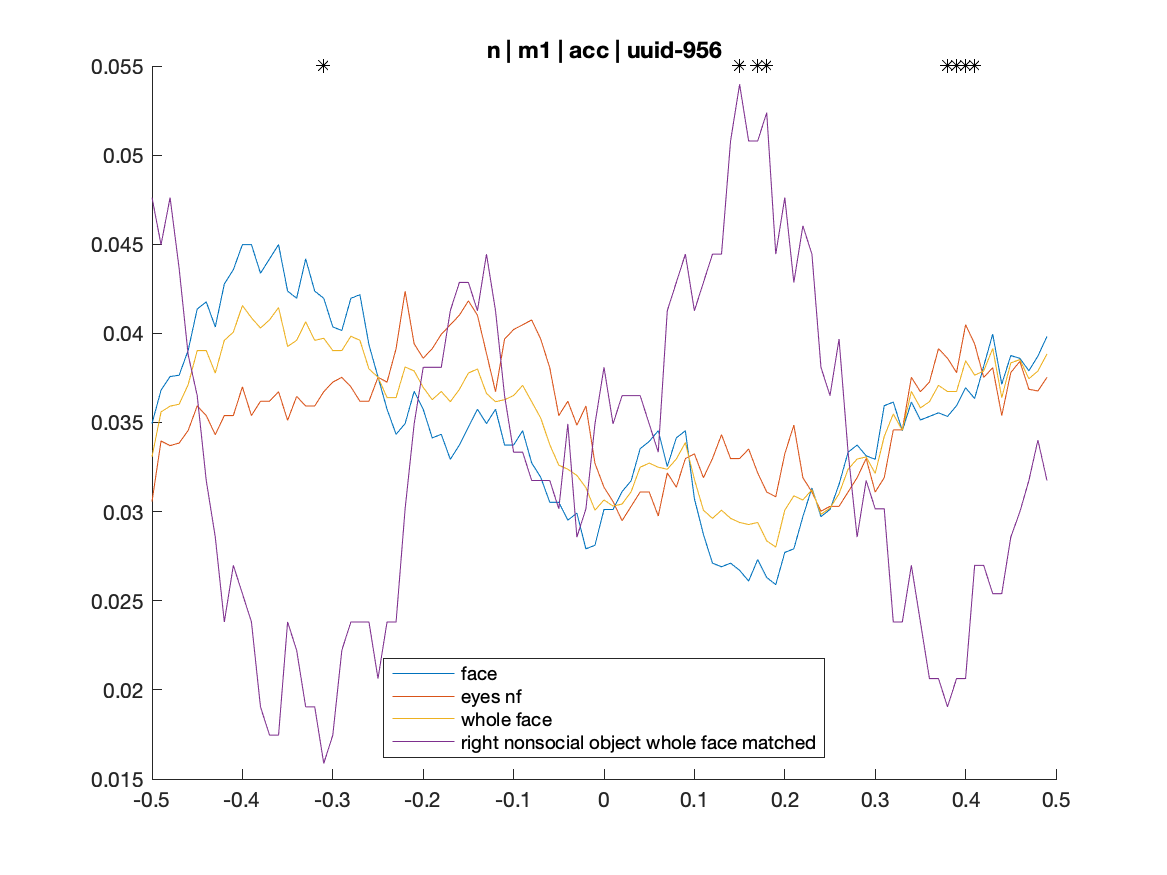 n | m1 | acc | uuid-956
0.055
0.05
0.045
0.04
0.035
0.03
0.025
0.02
0.015
face
eyes nf
whole face
right nonsocial object whole face matched
-0.5 -0.4 -0.3 -0.2 -0.1 0 0.1 0.2 0.3 0.4 0.5